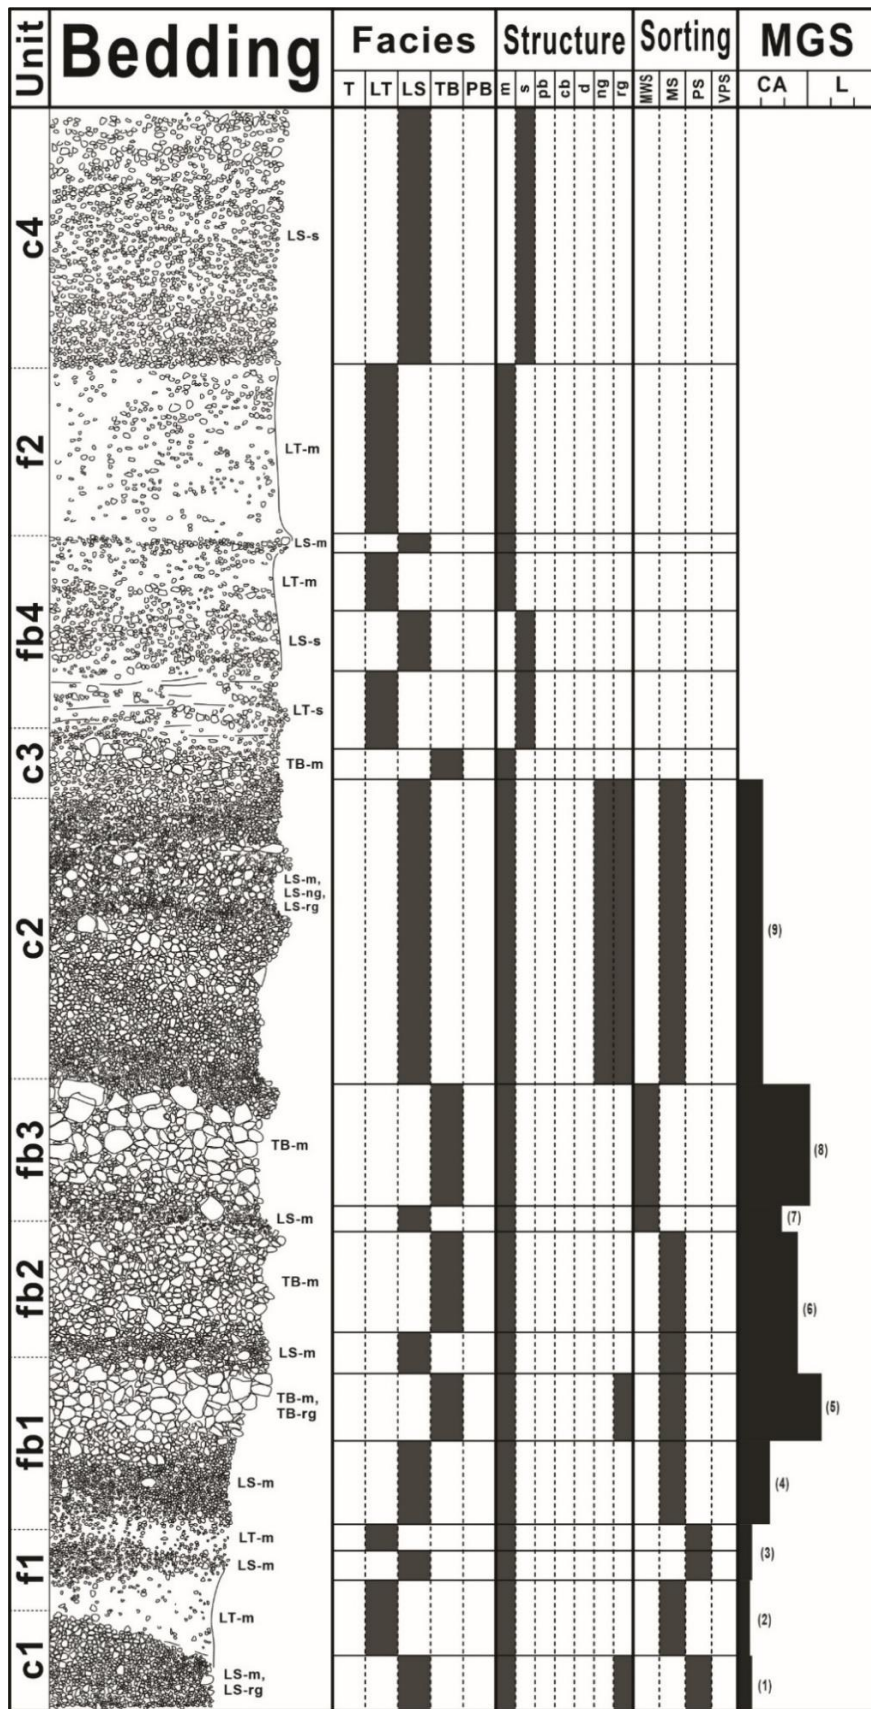 Unit
Bedding
Facies
Structure
Sorting
MGS
T LT LS TB PB
m s pb cb d ng rg
MWS MS PS VPS
CA L
c4
LS-s
f2
LT-m
LS-m
fb4
LT-m
LS-s
LT-s
c3
TB-m
c2
LS-m,
LS-ng,
LS-rg
(9)
fb3
TB-m
(8)
LS-m
(7)
fb2
TB-m
(6)
LS-m
fb1
TB-m,
TB-rg
(5)
LS-m
(4)
f1
LT-m
LS-m
(3)
LT-m
(2)
c1
LS-m,
LS-rg
(1)